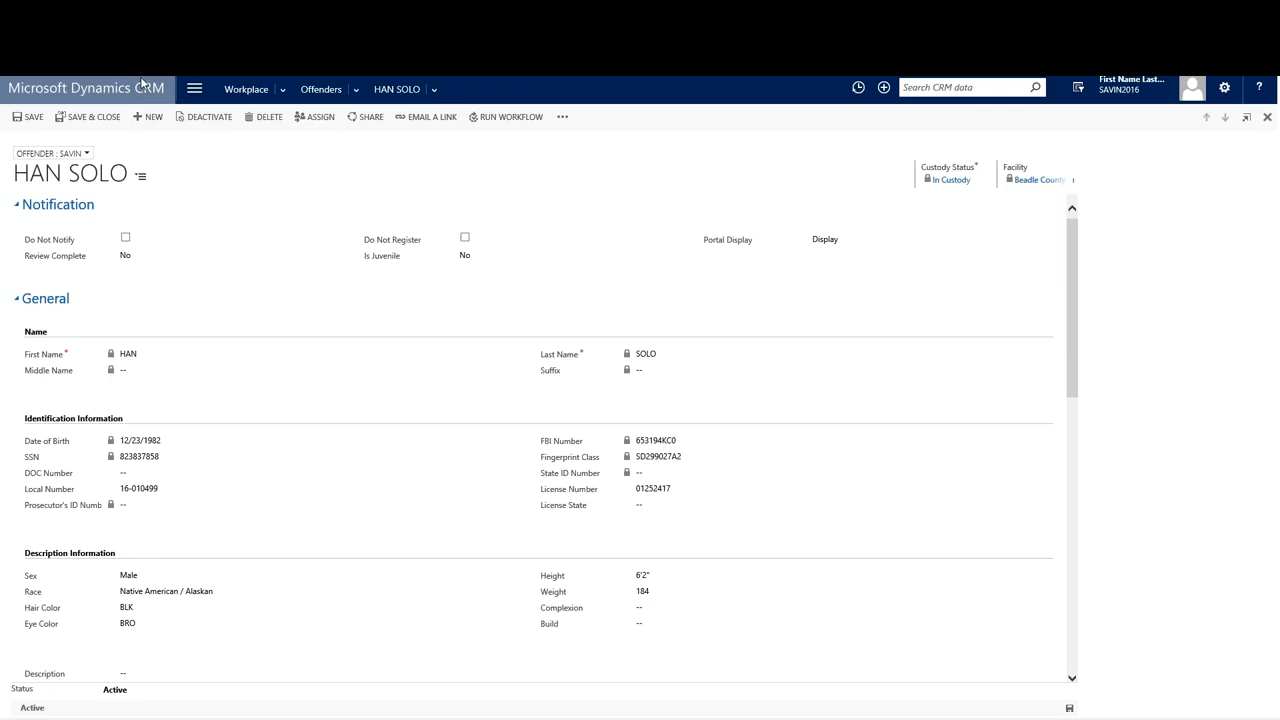 Microsoft Dynamics CRM Workplace Offenders HAN SOLO Search CRM data First Name Last... SAVIN2016 ?
SAVE SAVE & CLOSE NEW DEACTIVATE DELETE ASSIGN SHARE EMAIL A LINK RUN WORKFLOW ...
OFFENDER : SAVIN
HAN SOLO
Custody Status* Facility
In Custody Beadle County
Notification
Do Not Notify Do Not Register Portal Display Display
Review Complete No Is Juvenile No
General
Name
First Name* HAN Last Name* SOLO
Middle Name -- Suffix --
Identification Information
Date of Birth 12/23/1982 FBI Number 653194KC0
SSN 823837858 Fingerprint Class SD299027A2
DOC Number -- State ID Number --
Local Number 16-010499 License Number 01252417
Prosecutor's ID Numb -- License State --
Description Information
Sex Male Height 6'2"
Race Native American / Alaskan Weight 184
Hair Color BLK Complexion --
Eye Color BRO Build --
Description --
Status Active
Active